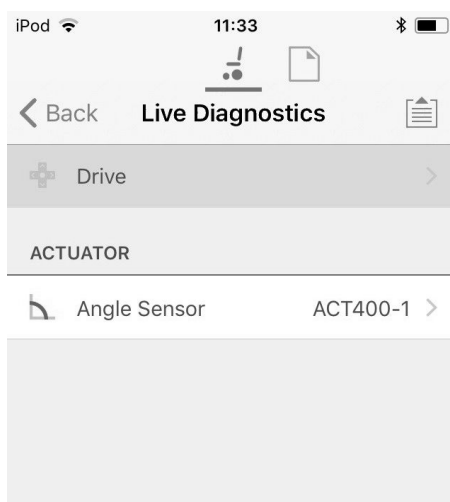 iPod 11:33
Back Live Diagnostics
Drive
ACTUATOR
Angle Sensor ACT400-1